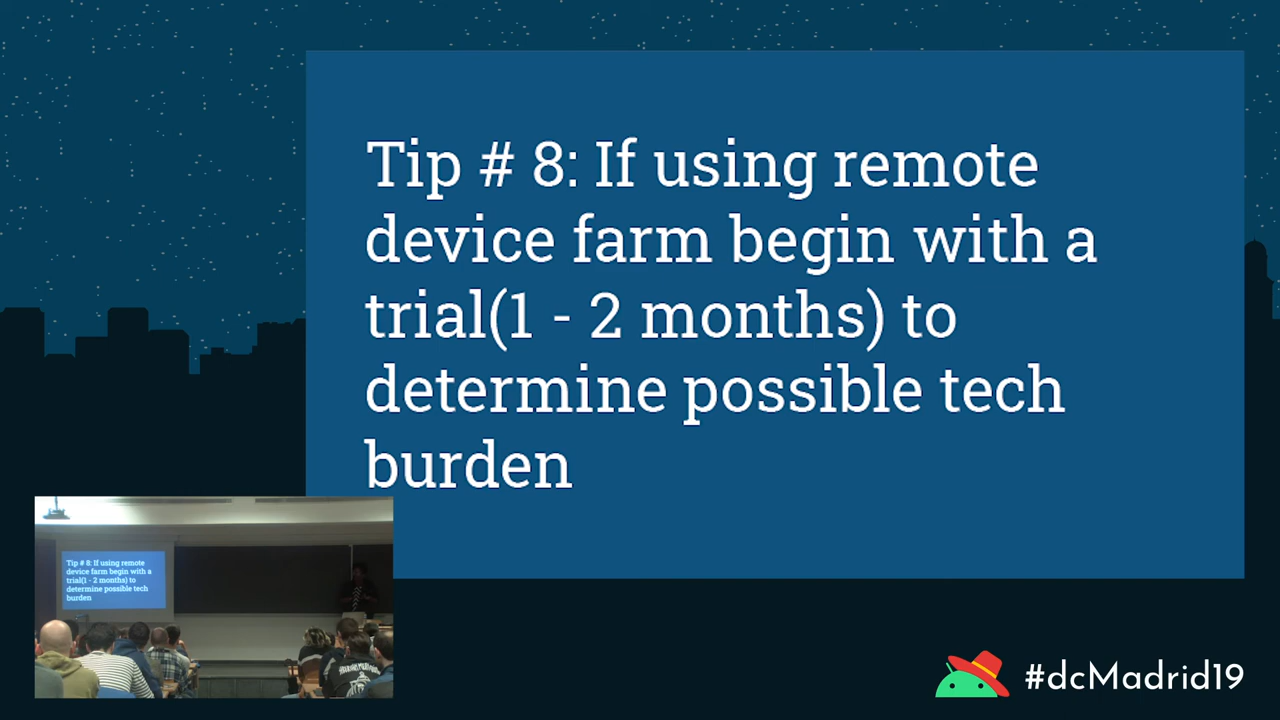 Tip # 8: If using remote
device farm begin with a
trial(1 - 2 months) to
determine possible tech
burden
Tip # 8: If using remote
device farm begin with a
trial(1 - 2 months) to
determine possible tech
burden
#dcMadrid19